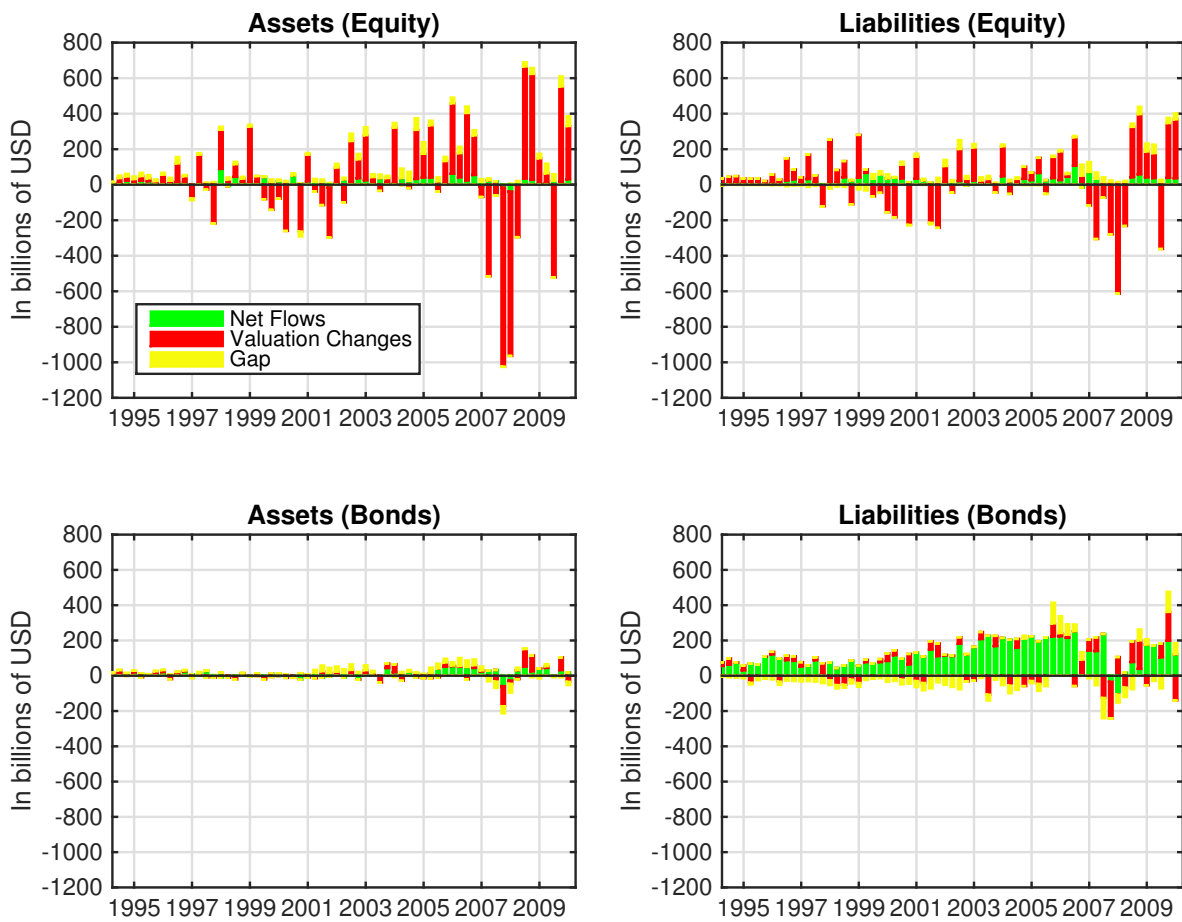 Assets (Equity)
800
600
400
200
0
-200
-400
-600
-800
-1000
-1200
In billions of USD
Net Flows
Valuation Changes
Gap
1995 1997 1999 2001 2003 2005 2007 2009
Liabilities (Equity)
800
600
400
200
0
-200
-400
-600
-800
-1000
-1200
In billions of USD
1995 1997 1999 2001 2003 2005 2007 2009
Assets (Bonds)
800
600
400
200
0
-200
-400
-600
-800
-1000
-1200
In billions of USD
1995 1997 1999 2001 2003 2005 2007 2009
Liabilities (Bonds)
800
600
400
200
0
-200
-400
-600
-800
-1000
-1200
In billions of USD
1995 1997 1999 2001 2003 2005 2007 2009